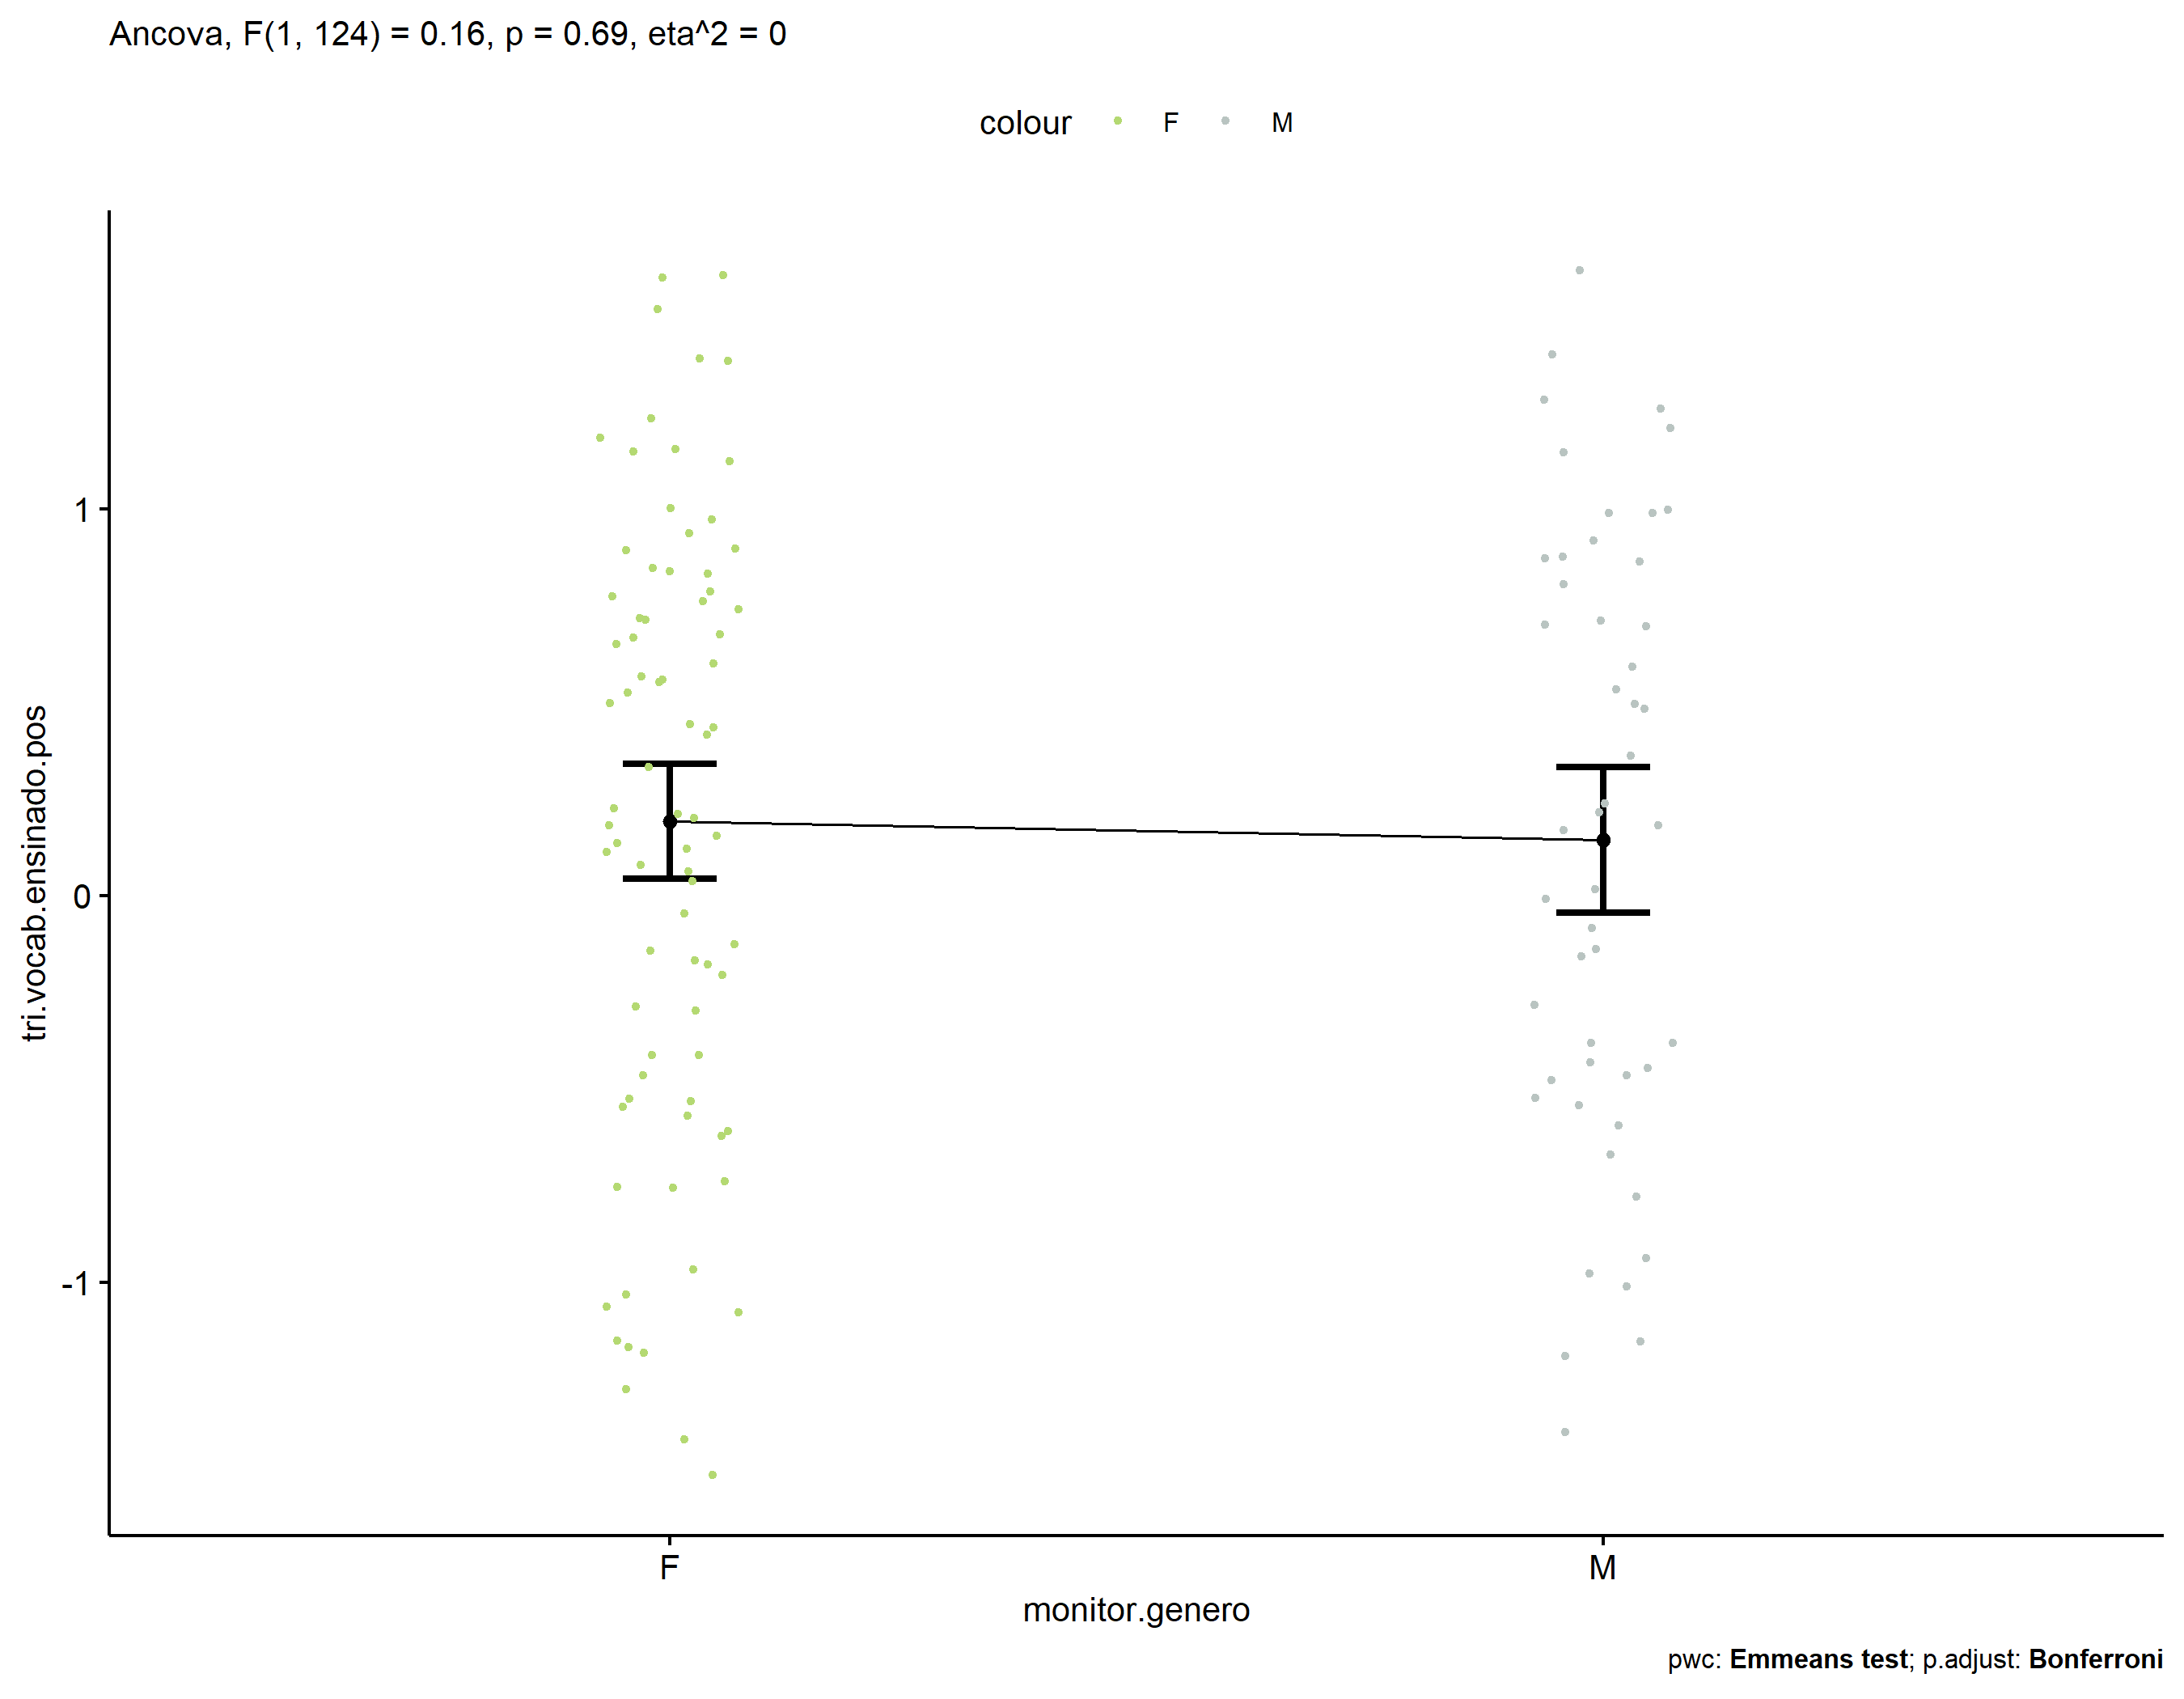 Ancova, F(1, 124) = 0.16, p = 0.69, eta^2 = 0
colour F M
tri.vocab.ensinado.pos
1
0
-1
F M
monitor.genero
pwc: Emmeans test; p.adjust: Bonferroni